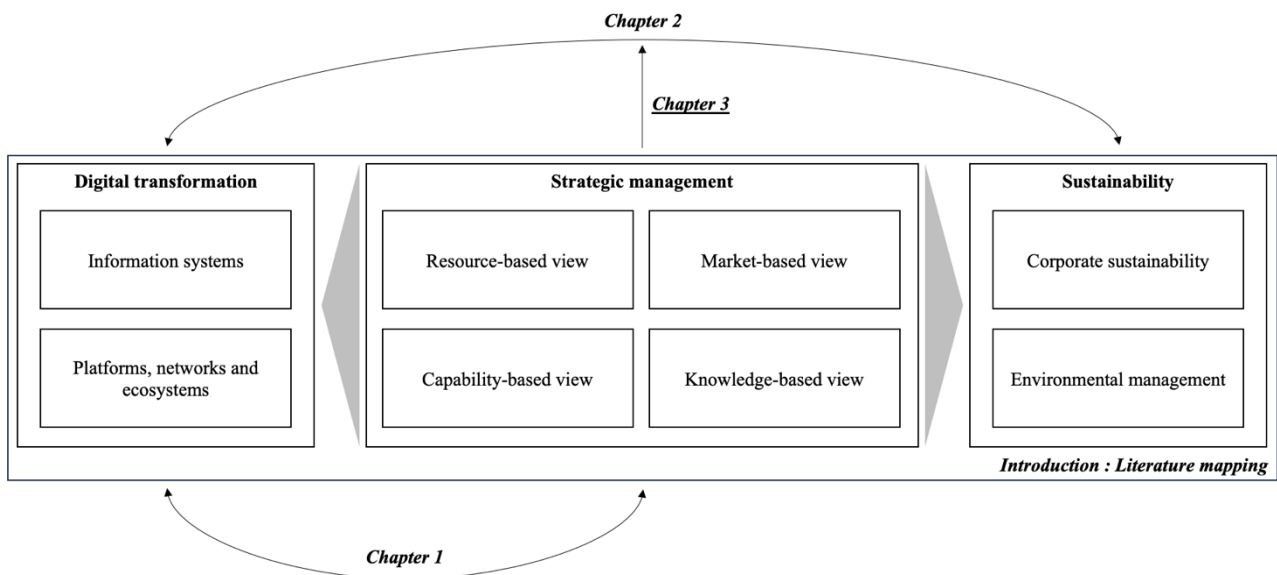 Chapter 2
Chapter 3
Digital transformation
Strategic management
Sustainability
Information systems
Resource-based view
Market-based view
Corporate sustainability
Platforms, networks and
ecosystems
Capability-based view
Knowledge-based view
Environmental management
Introduction : Literature mapping
Chapter 1